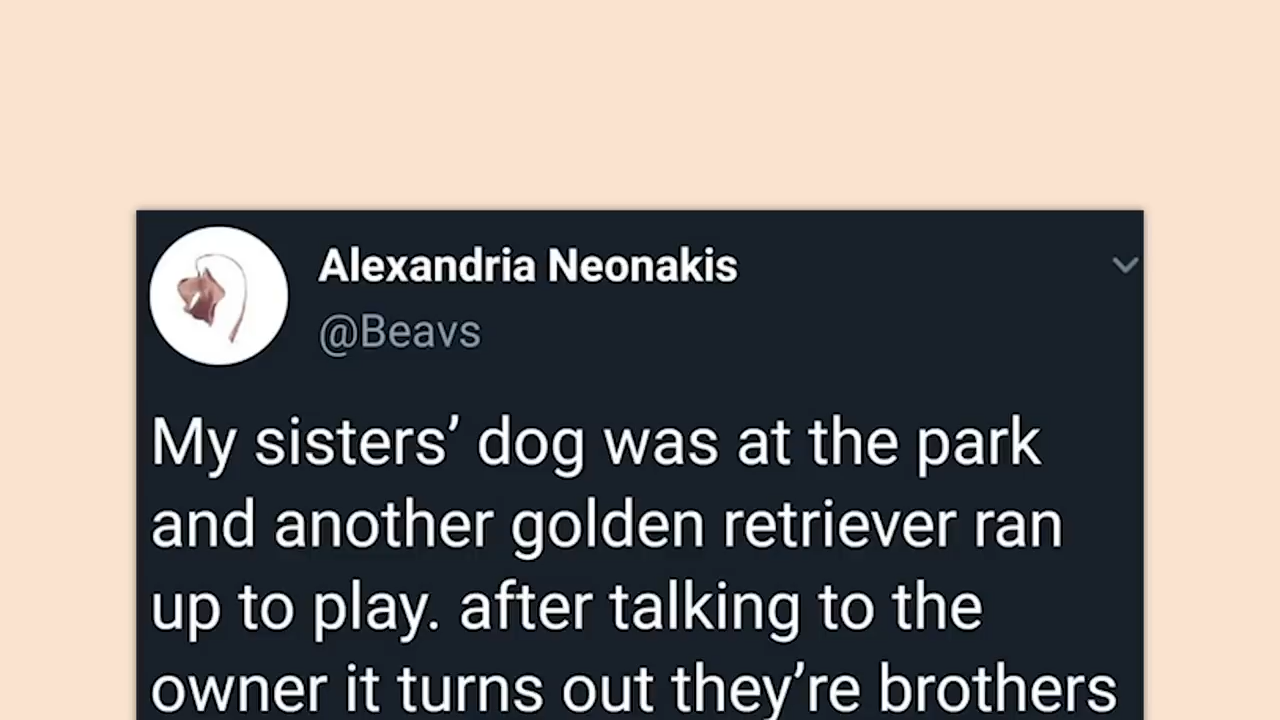 Alexandria Neonakis
@Beavs
My sisters’ dog was at the park
and another golden retriever ran
up to play. after talking to the
owner it turns out they’re brothers